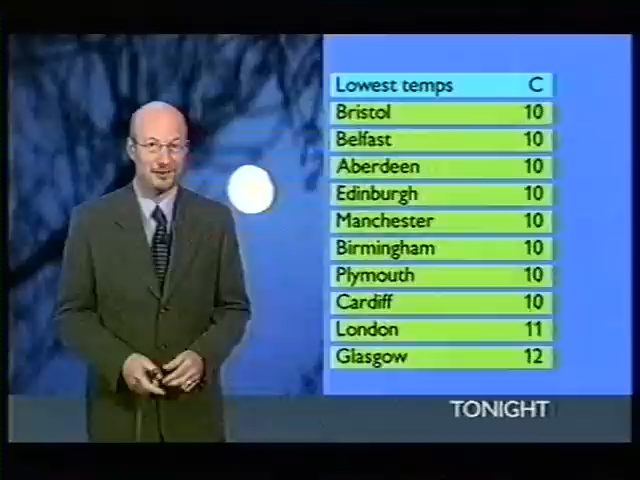 Lowest temps C
Bristol 10
Belfast 10
Aberdeen 10
Edinburgh 10
Manchester 10
Birmingham 10
Plymouth 10
Cardiff 10
London 11
Glasgow 12
TONIGHT